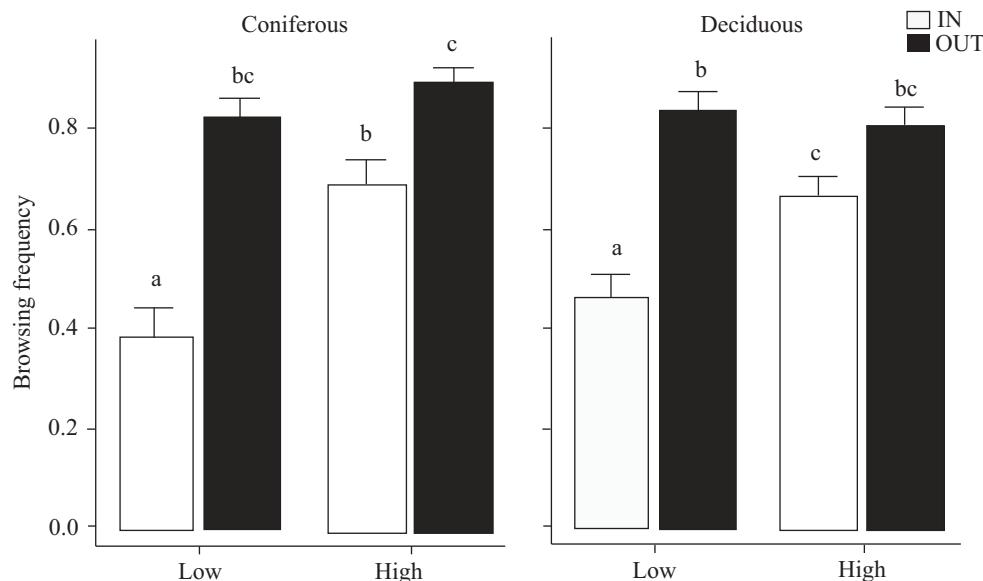 Coniferous
Deciduous
IN
OUT
Browsing frequency
0.8
0.6
0.4
0.2
0.0
a
bc
b
c
a
b
c
bc
Low
High
Low
High